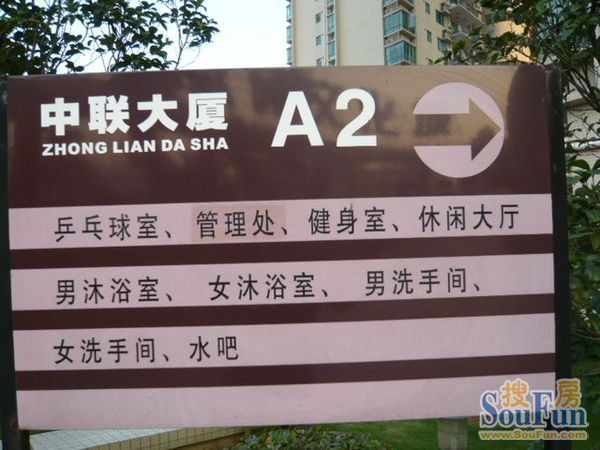 中联大厦 A2
ZHONG LIAN DA SHA
乒乓球室、管理处、健身室、休闲大厅
男沐浴室、 女沐浴室、 男洗手间、
女洗手间、水吧
搜房
SouFun
www.SouFun.com